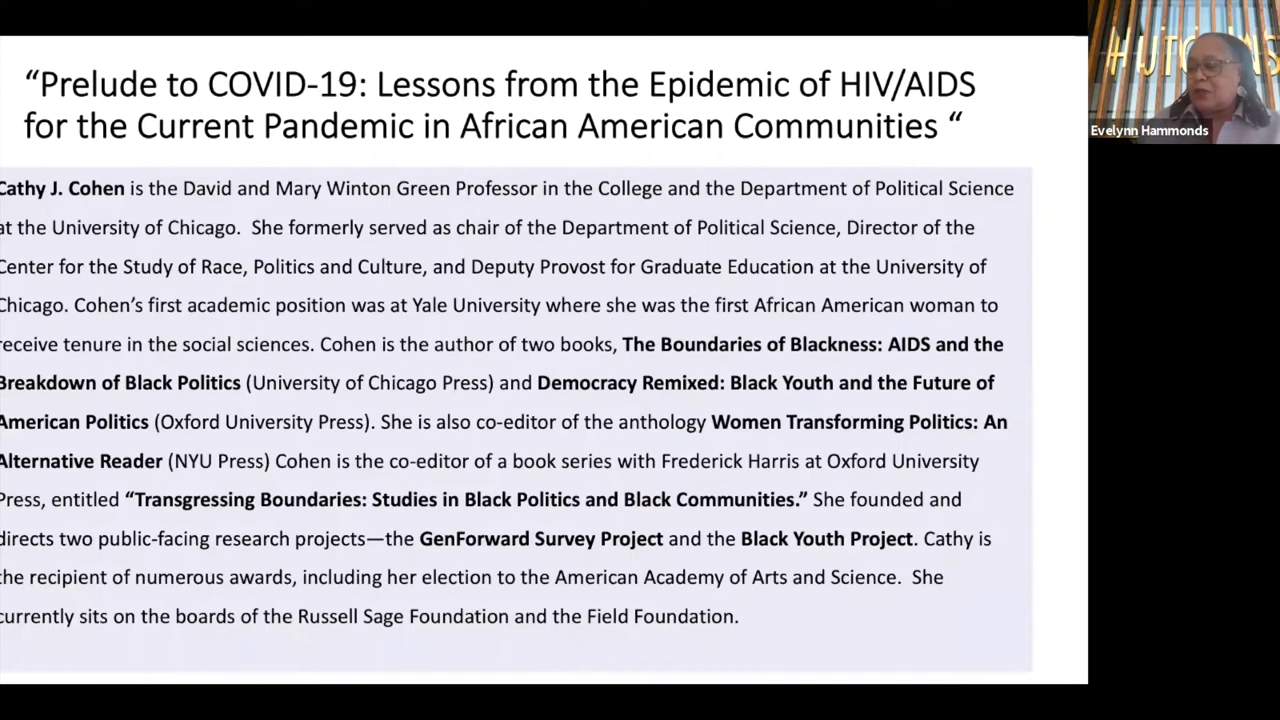 “Prelude to COVID-19: Lessons from the Epidemic of HIV/AIDS
for the Current Pandemic in African American Communities “
Cathy J. Cohen is the David and Mary Winton Green Professor in the College and the Department of Political Science
at the University of Chicago.  She formerly served as chair of the Department of Political Science, Director of the
Center for the Study of Race, Politics and Culture, and Deputy Provost for Graduate Education at the University of
Chicago. Cohen’s first academic position was at Yale University where she was the first African American woman to
receive tenure in the social sciences. Cohen is the author of two books, The Boundaries of Blackness: AIDS and the
Breakdown of Black Politics (University of Chicago Press) and Democracy Remixed: Black Youth and the Future of
American Politics (Oxford University Press). She is also co-editor of the anthology Women Transforming Politics: An
Alternative Reader (NYU Press) Cohen is the co-editor of a book series with Frederick Harris at Oxford University
Press, entitled “Transgressing Boundaries: Studies in Black Politics and Black Communities.” She founded and
directs two public-facing research projects—the GenForward Survey Project and the Black Youth Project. Cathy is
the recipient of numerous awards, including her election to the American Academy of Arts and Science.  She
currently sits on the boards of the Russell Sage Foundation and the Field Foundation.
Evelynn Hammonds